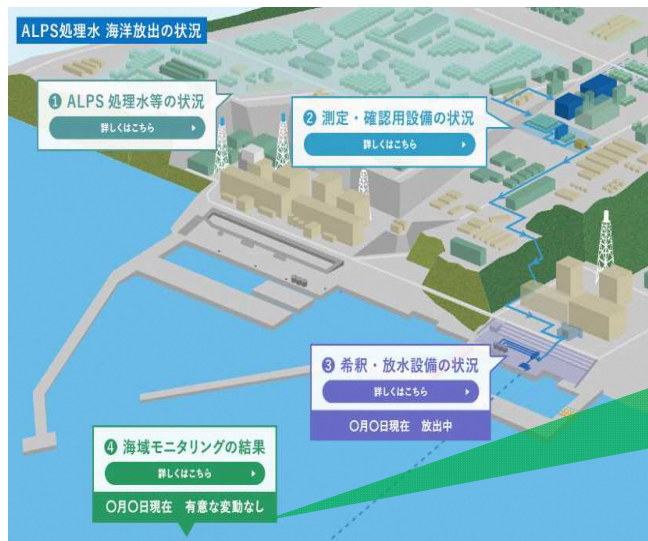 ALPS処理水 海洋放出の状況
❶ ALPS 処理水等の状況
詳しくはこちら
❷ 測定・確認用設備の状況
詳しくはこちら
❸ 希釈・放水設備の状況
詳しくはこちら
〇月〇日現在 放出中
❹ 海域モニタリングの結果
詳しくはこちら
〇月〇日現在 有意な変動なし